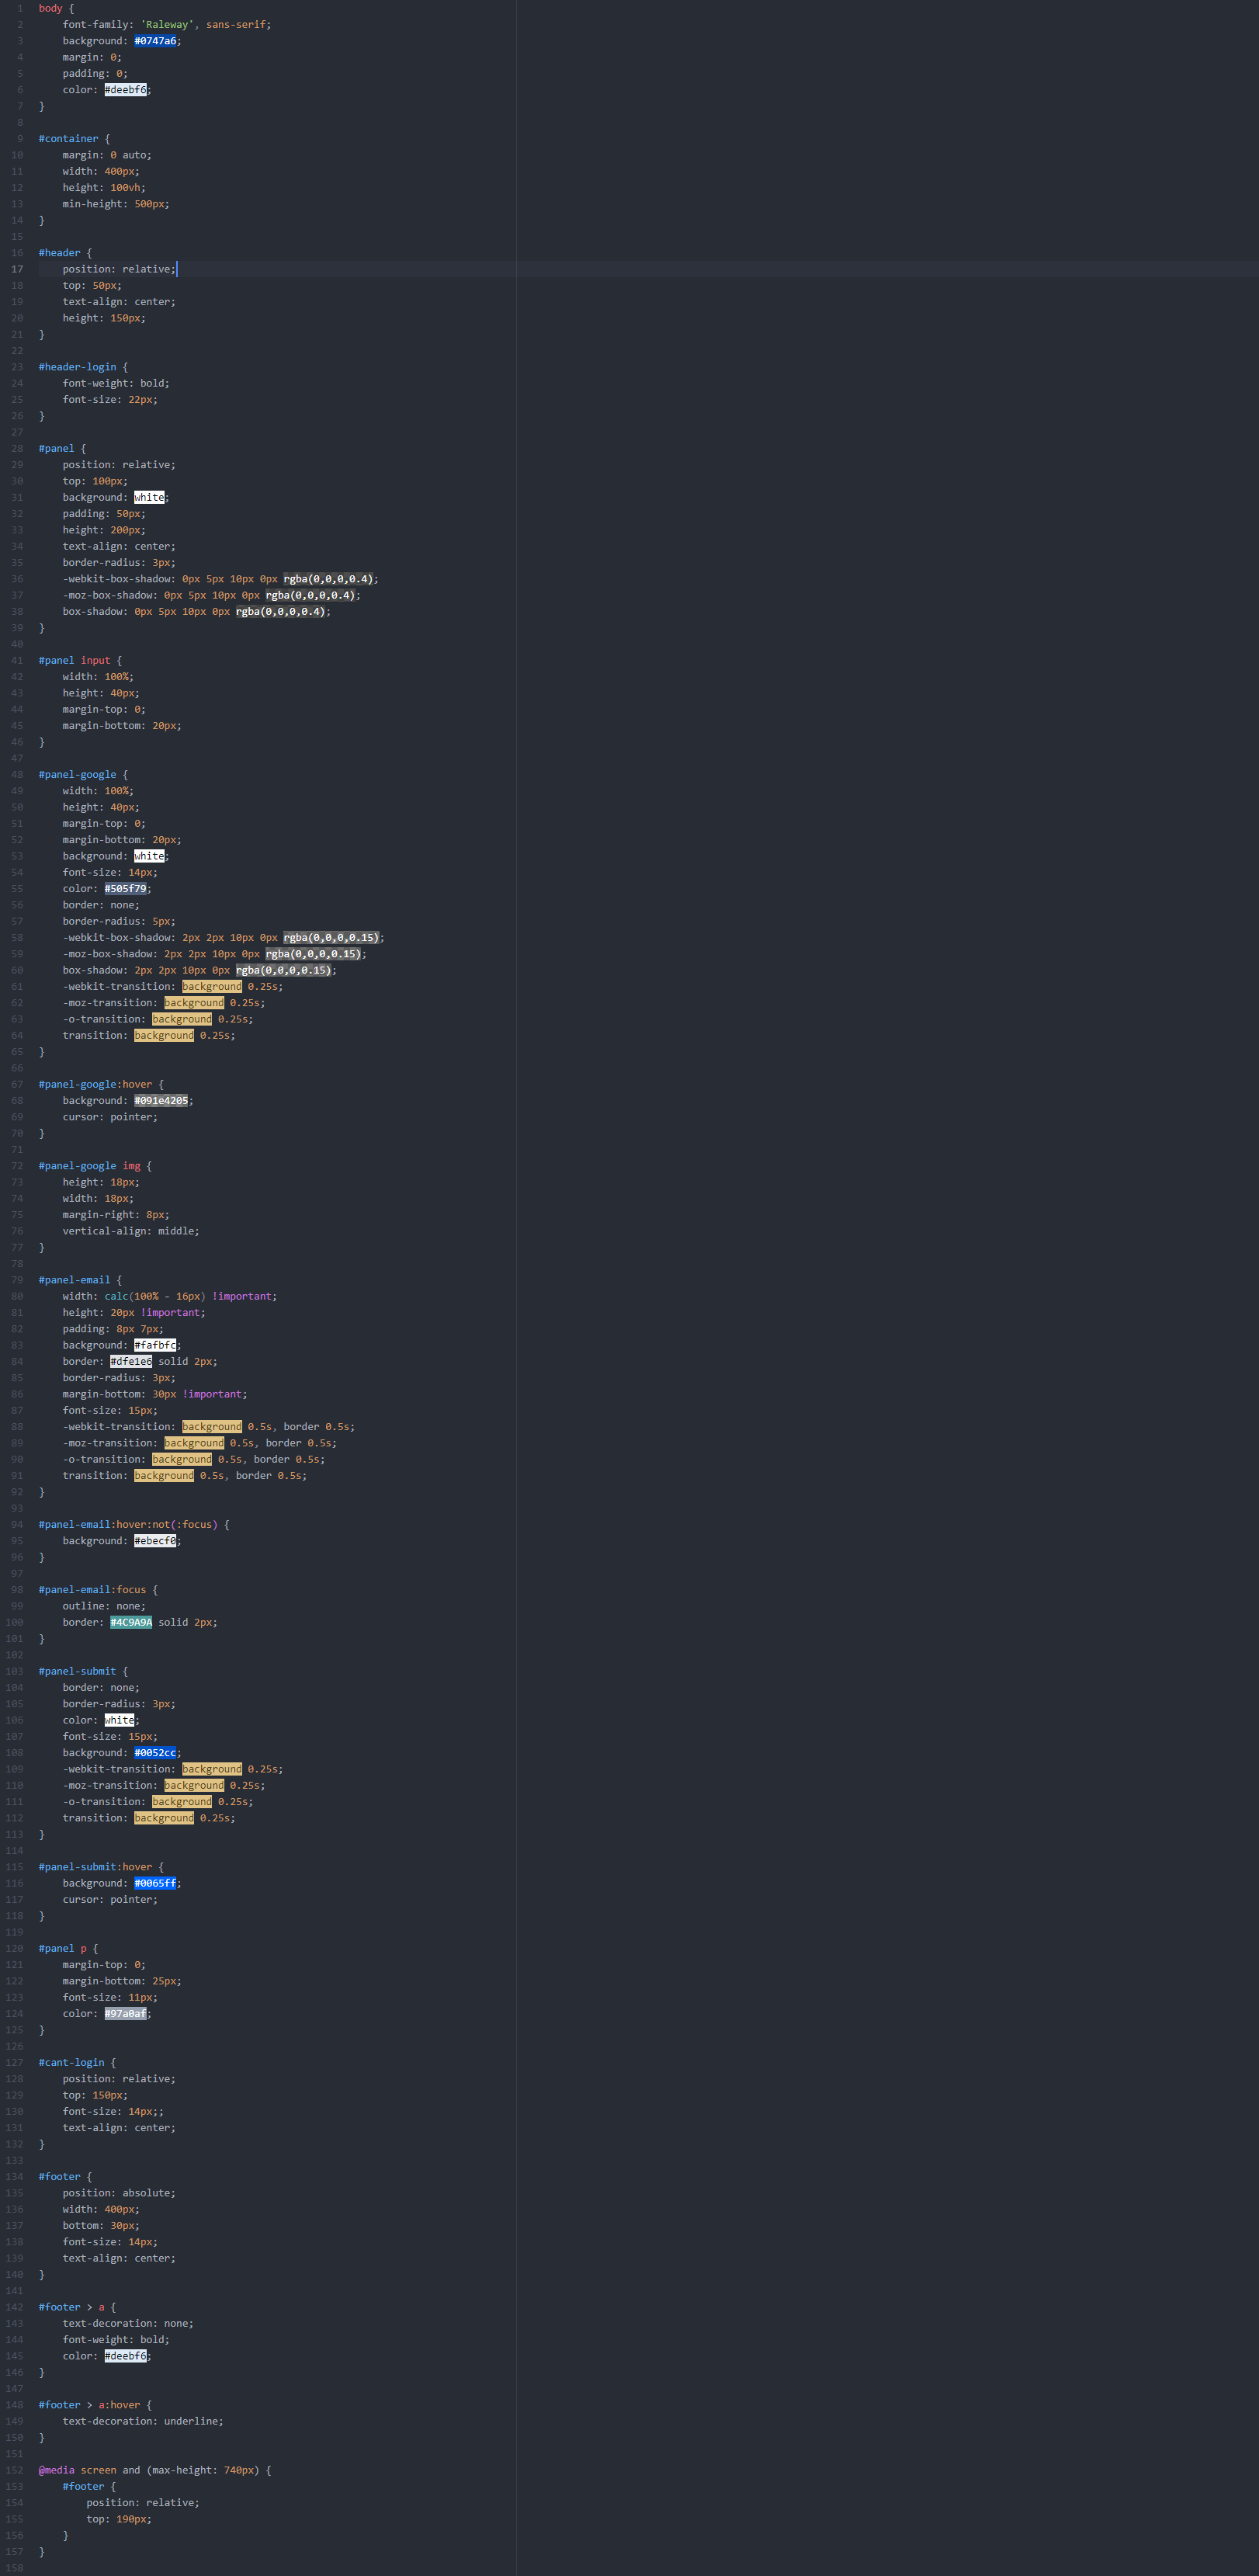 1 body {
2     font-family: 'Raleway', sans-serif;
3     background: #0747a6;
4     margin: 0;
5     padding: 0;
6     color: #deebf6;
7 }
8
9 #container {
10     margin: 0 auto;
11     width: 400px;
12     height: 100vh;
13     min-height: 500px;
14 }
15
16 #header {
17     position: relative;
18     top: 50px;
19     text-align: center;
20     height: 150px;
21 }
22
23 #header-login {
24     font-weight: bold;
25     font-size: 22px;
26 }
27
28 #panel {
29     position: relative;
30     top: 100px;
31     background: white;
32     padding: 50px;
33     height: 200px;
34     text-align: center;
35     border-radius: 3px;
36     -webkit-box-shadow: 0px 5px 10px 0px rgba(0,0,0,0.4);
37     -moz-box-shadow: 0px 5px 10px 0px rgba(0,0,0,0.4);
38     box-shadow: 0px 5px 10px 0px rgba(0,0,0,0.4);
39 }
40
41 #panel input {
42     width: 100%;
43     height: 40px;
44     margin-top: 0;
45     margin-bottom: 20px;
46 }
47
48 #panel-google {
49     width: 100%;
50     height: 40px;
51     margin-top: 0;
52     margin-bottom: 20px;
53     background: white;
54     font-size: 14px;
55     color: #505f79;
56     border: none;
57     border-radius: 5px;
58     -webkit-box-shadow: 2px 2px 10px 0px rgba(0,0,0,0.15);
59     -moz-box-shadow: 2px 2px 10px 0px rgba(0,0,0,0.15);
60     box-shadow: 2px 2px 10px 0px rgba(0,0,0,0.15);
61     -webkit-transition: background 0.25s;
62     -moz-transition: background 0.25s;
63     -o-transition: background 0.25s;
64     transition: background 0.25s;
65 }
66
67 #panel-google:hover {
68     background: #091e4205;
69     cursor: pointer;
70 }
71
72 #panel-google img {
73     height: 18px;
74     width: 18px;
75     margin-right: 8px;
76     vertical-align: middle;
77 }
78
79 #panel-email {
80     width: calc(100% - 16px) !important;
81     height: 20px !important;
82     padding: 8px 7px;
83     background: #fafbfc;
84     border: #dfe1e6 solid 2px;
85     border-radius: 3px;
86     margin-bottom: 30px !important;
87     font-size: 15px;
88     -webkit-transition: background 0.5s, border 0.5s;
89     -moz-transition: background 0.5s, border 0.5s;
90     -o-transition: background 0.5s, border 0.5s;
91     transition: background 0.5s, border 0.5s;
92 }
93
94 #panel-email:hover:not(:focus) {
95     background: #ebecf0;
96 }
97
98 #panel-email:focus {
99     outline: none;
100     border: #4C9A9A solid 2px;
101 }
102
103 #panel-submit {
104     border: none;
105     border-radius: 3px;
106     color: white;
107     font-size: 15px;
108     background: #0052cc;
109     -webkit-transition: background 0.25s;
110     -moz-transition: background 0.25s;
111     -o-transition: background 0.25s;
112     transition: background 0.25s;
113 }
114
115 #panel-submit:hover {
116     background: #0065ff;
117     cursor: pointer;
118 }
119
120 #panel p {
121     margin-top: 0;
122     margin-bottom: 25px;
123     font-size: 11px;
124     color: #97a0af;
125 }
126
127 #cant-login {
128     position: relative;
129     top: 150px;
130     font-size: 14px;;
131     text-align: center;
132 }
133
134 #footer {
135     position: absolute;
136     width: 400px;
137     bottom: 30px;
138     font-size: 14px;
139     text-align: center;
140 }
141
142 #footer > a {
143     text-decoration: none;
144     font-weight: bold;
145     color: #deebf6;
146 }
147
148 #footer > a:hover {
149     text-decoration: underline;
150 }
151
152 @media screen and (max-height: 740px) {
153     #footer {
154         position: relative;
155         top: 190px;
156     }
157 }
158